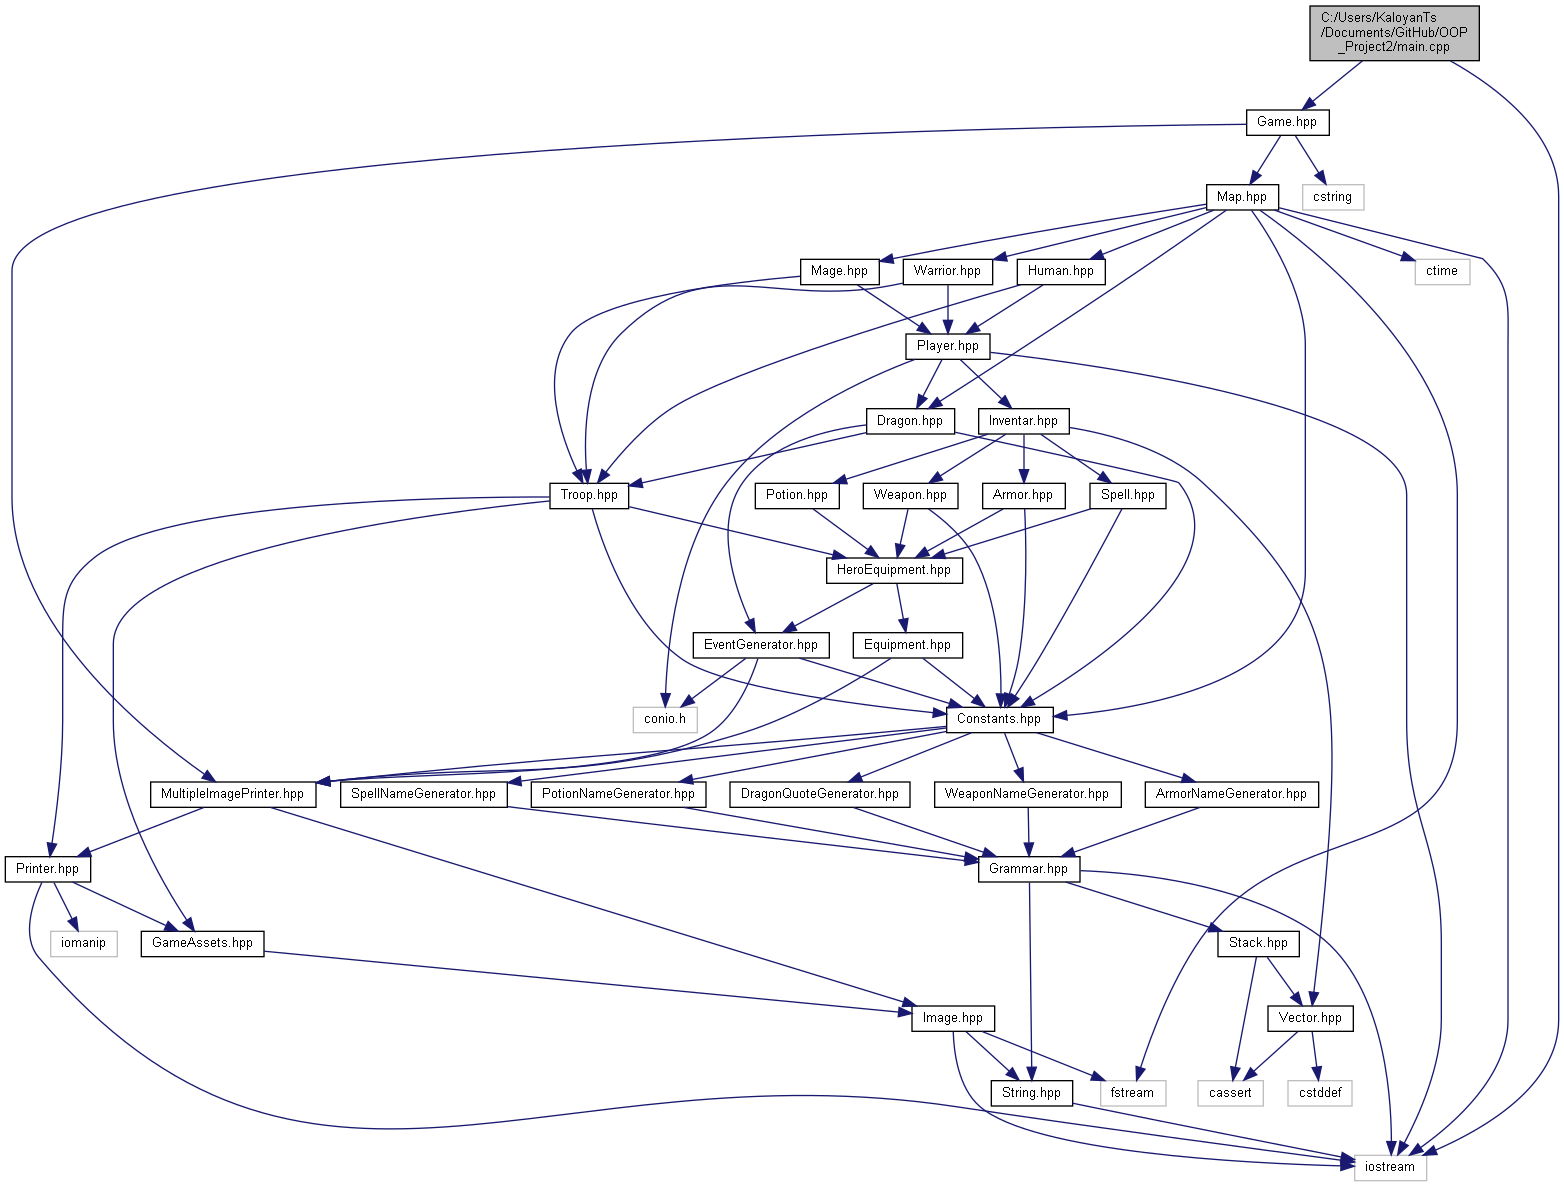 C:/Users/KaloyanTs
/Documents/GitHub/OOP
_Project2/main.cpp
Game.hpp
Map.hpp
cstring
Mage.hpp
Warrior.hpp
Human.hpp
ctime
Player.hpp
Dragon.hpp
Inventar.hpp
Troop.hpp
Potion.hpp
Weapon.hpp
Armor.hpp
Spell.hpp
HeroEquipment.hpp
EventGenerator.hpp
Equipment.hpp
conio.h
Constants.hpp
MultipleImagePrinter.hpp
SpellNameGenerator.hpp
PotionNameGenerator.hpp
DragonQuoteGenerator.hpp
WeaponNameGenerator.hpp
ArmorNameGenerator.hpp
Printer.hpp
Grammar.hpp
iomanip
GameAssets.hpp
Stack.hpp
Image.hpp
Vector.hpp
String.hpp
fstream
cassert
cstddef
iostream